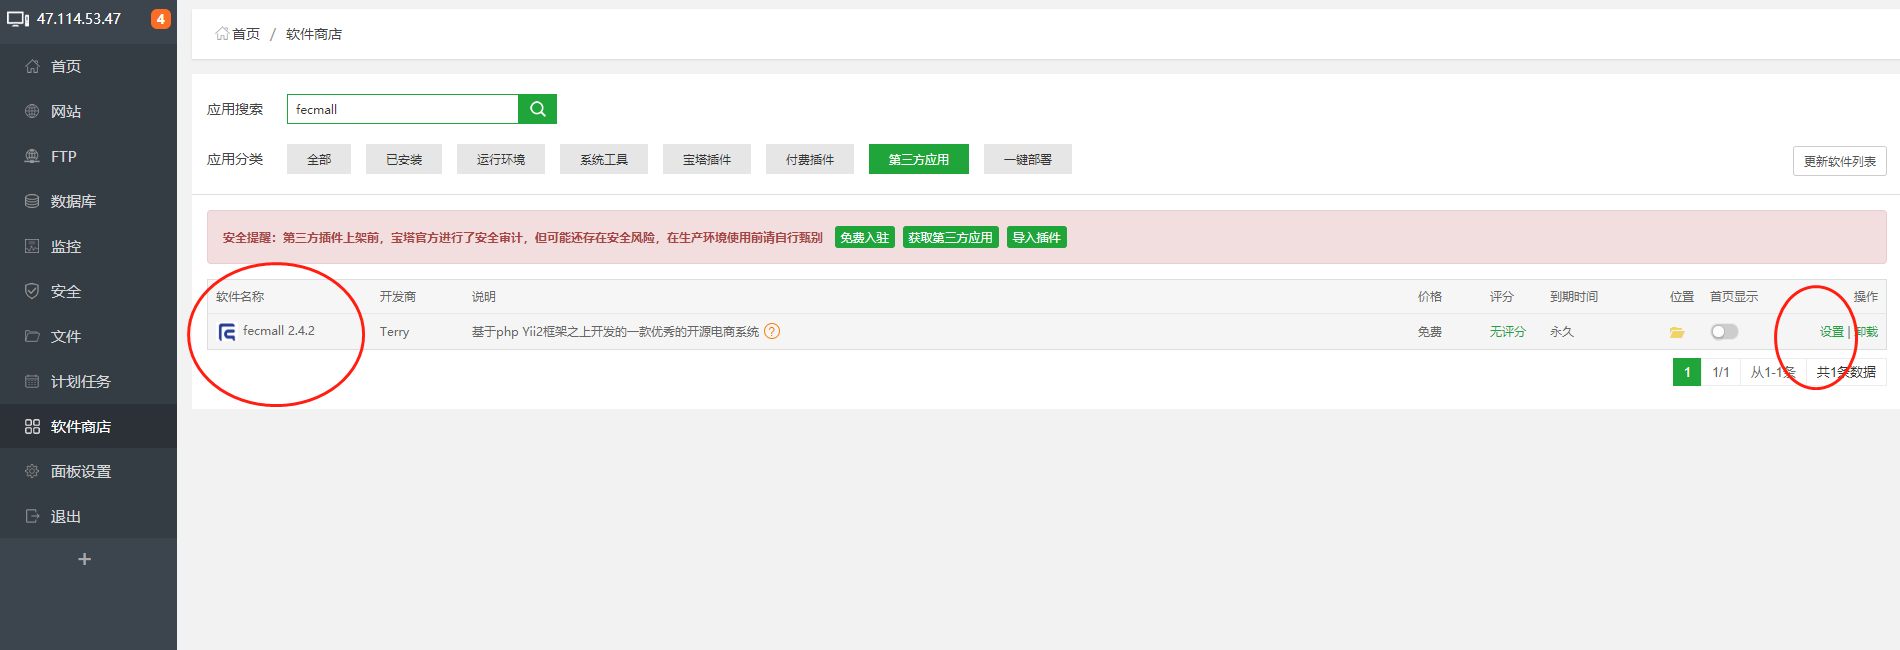 47.114.53.47 4
首页
网站
FTP
数据库
监控
安全
文件
计划任务
软件商店
面板设置
退出
+
首页 / 软件商店
应用搜索 fecmall
应用分类 全部 已安装 运行环境 系统工具 宝塔插件 付费插件 第三方应用 一键部署 更新软件列表
安全提醒：第三方插件上架前，宝塔官方进行了安全审计，但可能还存在安全风险，在生产环境使用前请自行甄别 免费入驻 获取第三方应用 导入插件
软件名称 开发商 说明 价格 评分 到期时间 位置 首页显示 操作
fecmall 2.4.2 Terry 基于php Yii2框架之上开发的一款优秀的开源电商系统 ? 免费 无评分 永久 设置 | 卸载
1 1/1 从1-1条 共1条数据